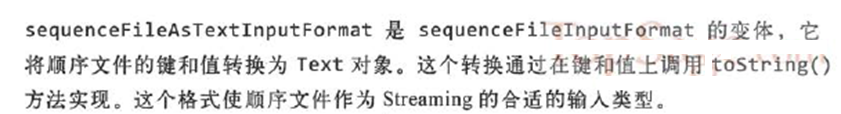 sequenceFileAsTextInputFormat 是 sequenceFileInputFormat 的变体，它
将顺序文件的键和值转换为 Text 对象。这个转换通过在键和值上调用 toString()
方法实现。这个格式使顺序文件作为 Streaming 的合适的输入类型。